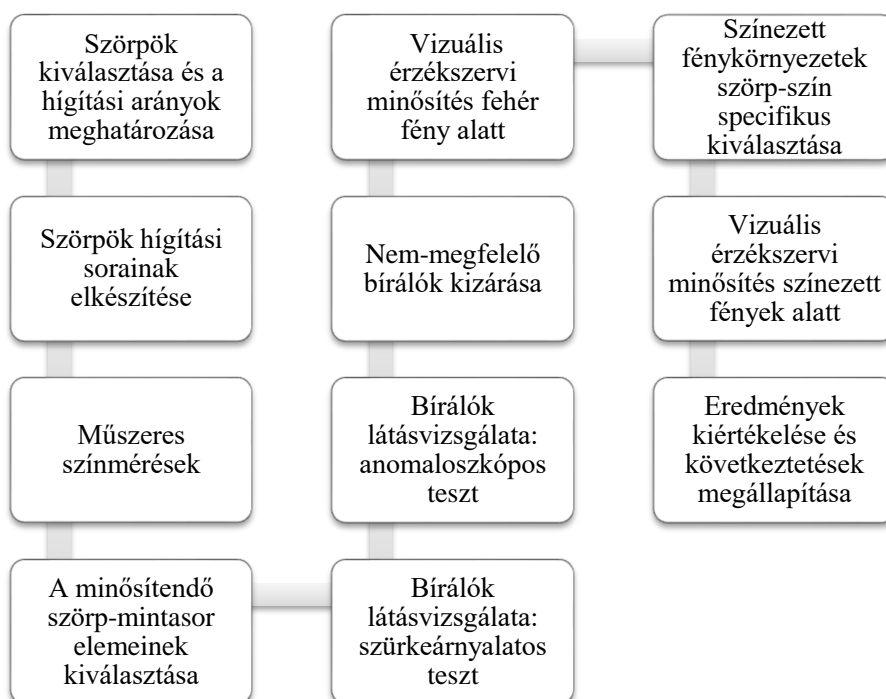 Szörpök
kiválasztása és a
hígítási arányok
meghatározása
Szörpök hígítási
sorainak
elkészítése
Műszeres
színmérések
A minősítendő
szörp-mintasor
elemeinek
kiválasztása
Bírálók
látásvizsgálata:
szürkeárnyalatos
teszt
Bírálók
látásvizsgálata:
anomaloszkópos
teszt
Nem-megfelelő
bírálók kizárása
Vizuális
érzékszervi
minősítés fehér
fény alatt
Színezett
fénykörnyezetek
szörp-szín
specifikus
kiválasztása
Vizuális
érzékszervi
minősítés színezett
fények alatt
Eredmények
kiértékelése és
következtetések
megállapítása